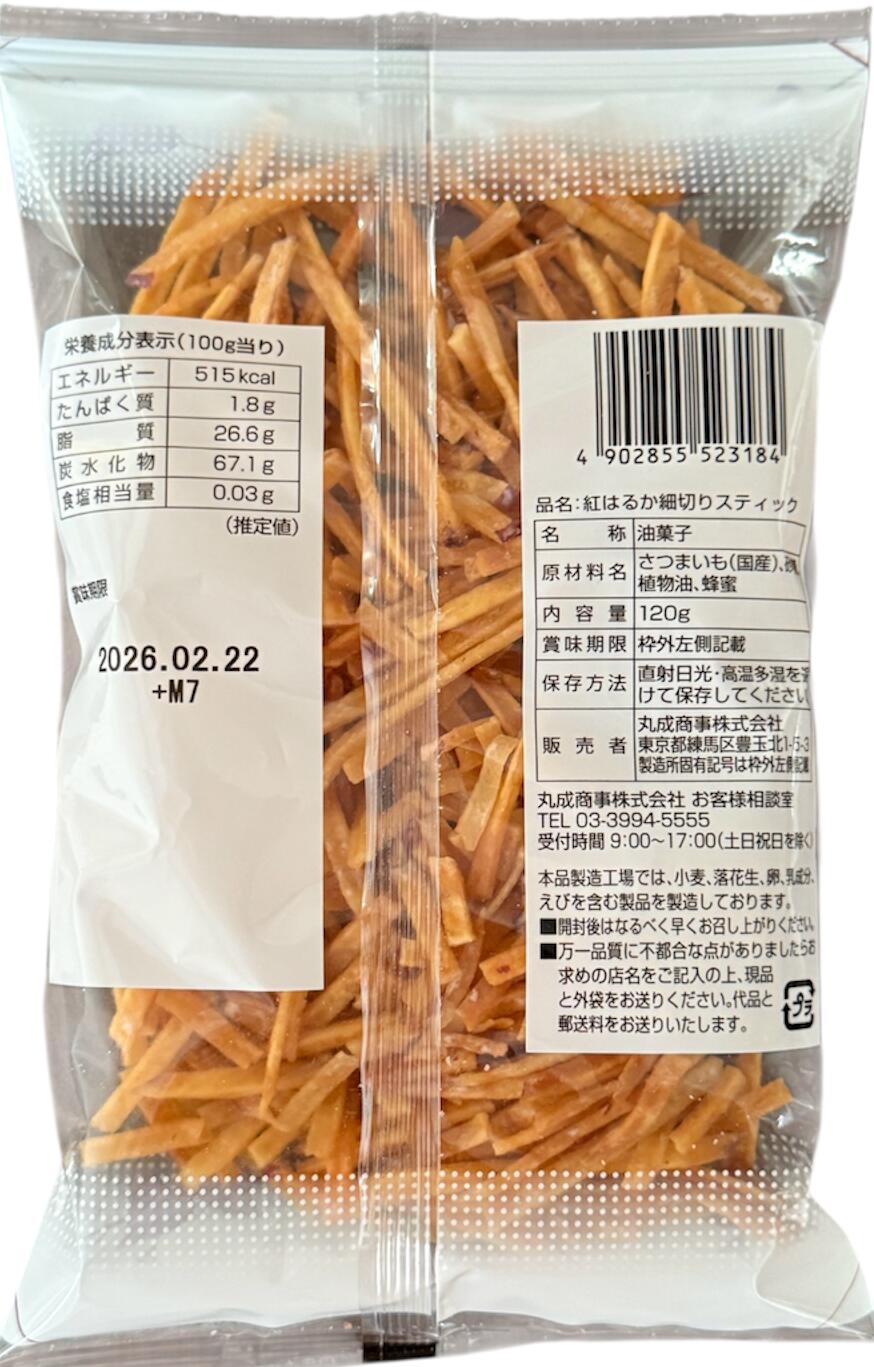 栄養成分表示(100g当り)
エネルギー 515kcal
たんぱく質 1.8g
脂質 26.6g
炭水化物 67.1g
食塩相当量 0.03g
(推定値)
賞味期限
2026.02.22
+M7
4 902855 523184
品名:紅はるか細切りスティック
名称 油菓子
原材料名 さつまいも(国産)、
植物油、蜂蜜
内容量 120g
賞味期限 枠外左側記載
保存方法 直射日光・高温多湿を避
けて保存してください
販売者 丸成商事株式会社
東京都練馬区豊玉北1-5-3
製造所固有記号は枠外左側記載
丸成商事株式会社 お客様相談室
TEL 03-3994-5555
受付時間 9:00〜17:00(土日祝日を除く)
本品製造工場では、小麦、落花生、卵、乳成分、
えびを含む製品を製造しております。
■開封後はなるべく早くお召し上がりください。
■万一品質に不都合な点がありましたらお
求めの店名をご記入の上、現品
と外袋をお送りください。代品と
郵送料をお送りいたします。
プラ